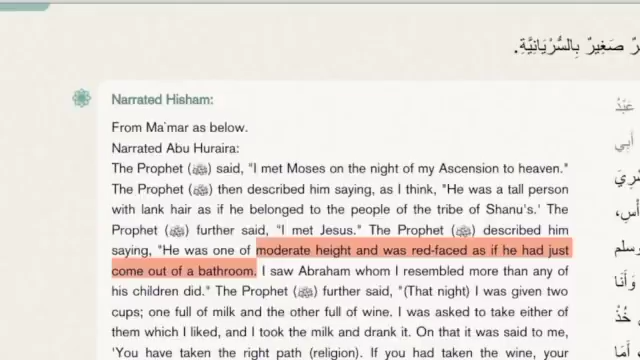 صَغِيرٌ بِالسُّرْيَانِيَّةِ.
Narrated Hisham:
From Ma`mar as below.
Narrated Abu Huraira:
The Prophet (ﷺ) said, "I met Moses on the night of my Ascension to heaven."
The Prophet (ﷺ) then described him saying, as I think, "He was a tall person
with lank hair as if he belonged to the people of the tribe of Shanu's.' The
Prophet (ﷺ) further said, "I met Jesus." The Prophet (ﷺ) described him
saying, "He was one of moderate height and was red-faced as if he had just
come out of a bathroom. I saw Abraham whom I resembled more than any of
his children did." The Prophet (ﷺ) further said, "(That night) I was given two
cups; one full of milk and the other full of wine. I was asked to take either
of them which I liked, and I took the milk and drank it. On that it was said to me,
'You have taken the right path (religion). If you had taken the wine, your
عَبْدُ
أَبِي
رَأْسِ،
وسلم
وَأَنَا
خُذْ
أَمَا